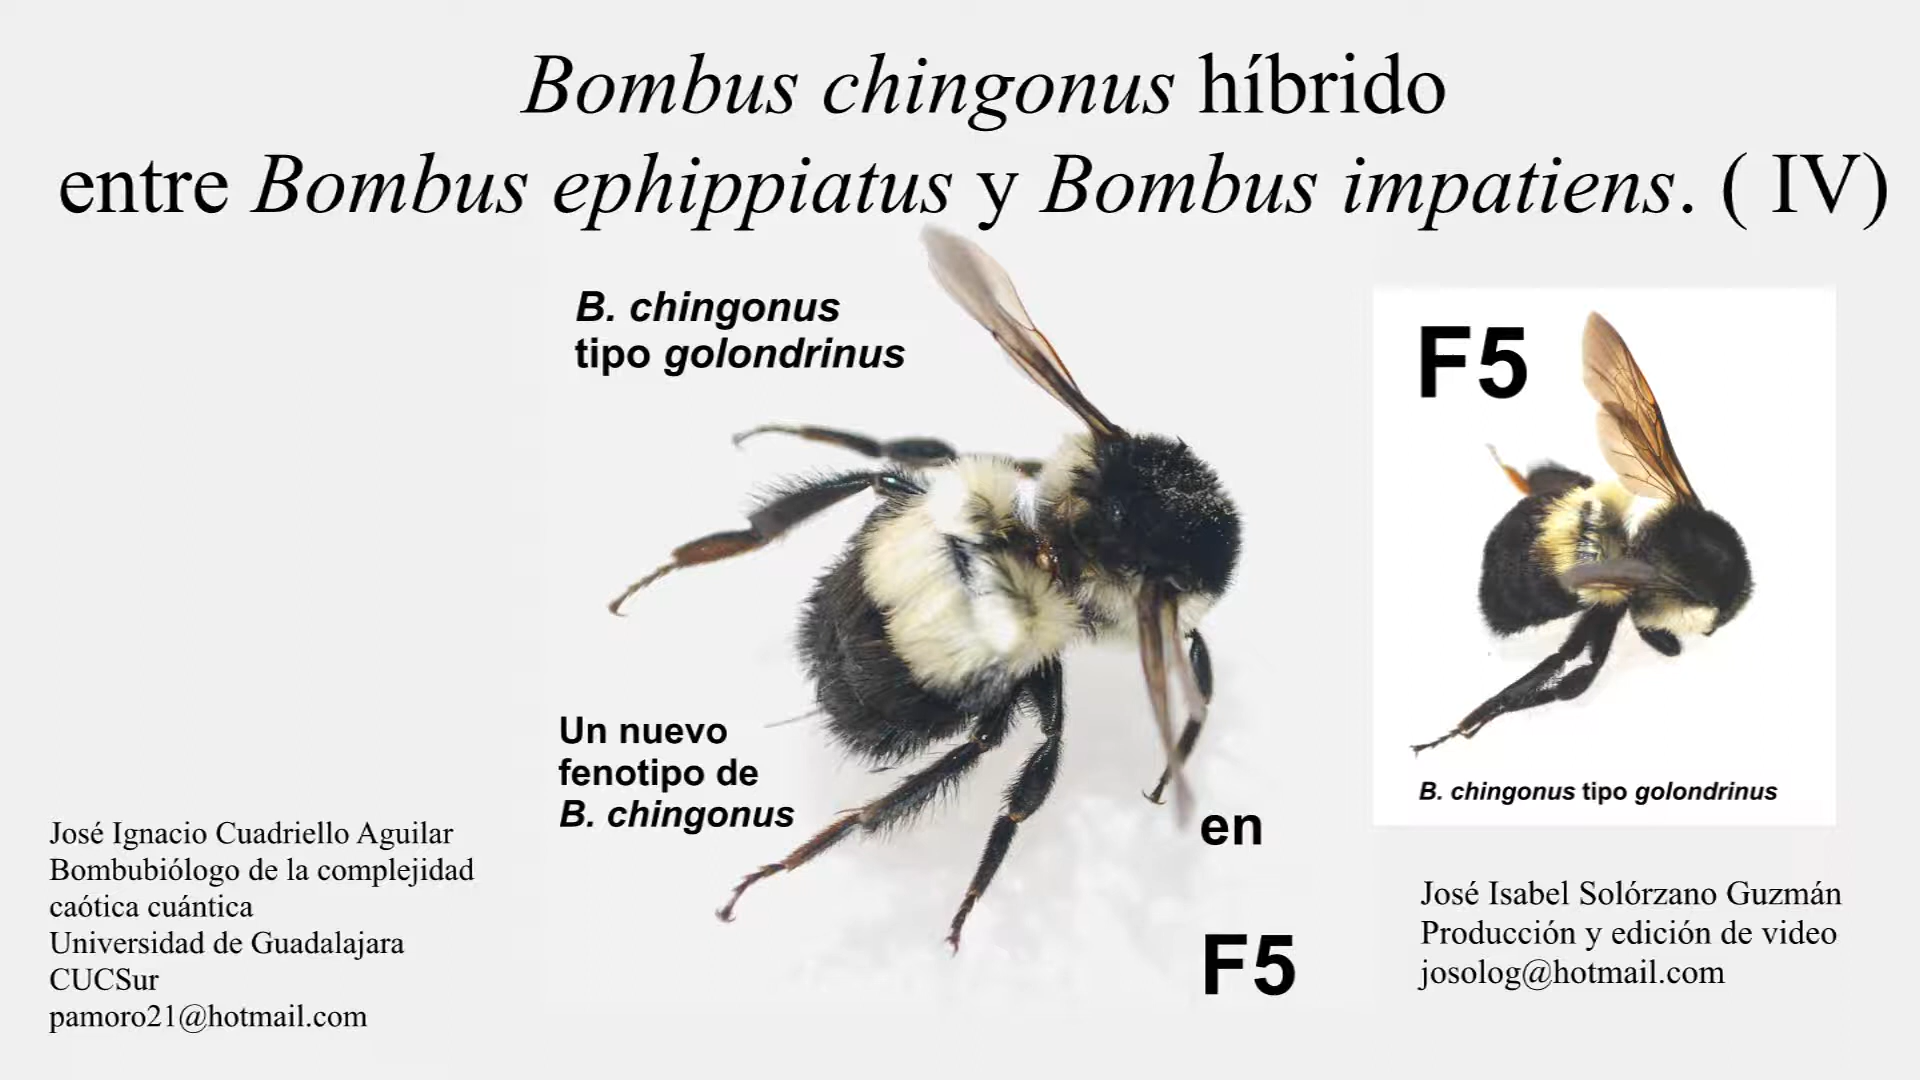 Bombus chingonus híbrido
entre Bombus ephippiatus y Bombus impatiens. ( IV)
B. chingonus
tipo golondrinus
F5
Un nuevo
fenotipo de
B. chingonus
en
F5
B. chingonus tipo golondrinus
José Ignacio Cuadriello Aguilar
Bombubiólogo de la complejidad
caótica cuántica
Universidad de Guadalajara
CUCSur
pamoro21@hotmail.com
José Isabel Solórzano Guzmán
Producción y edición de video
josolog@hotmail.com